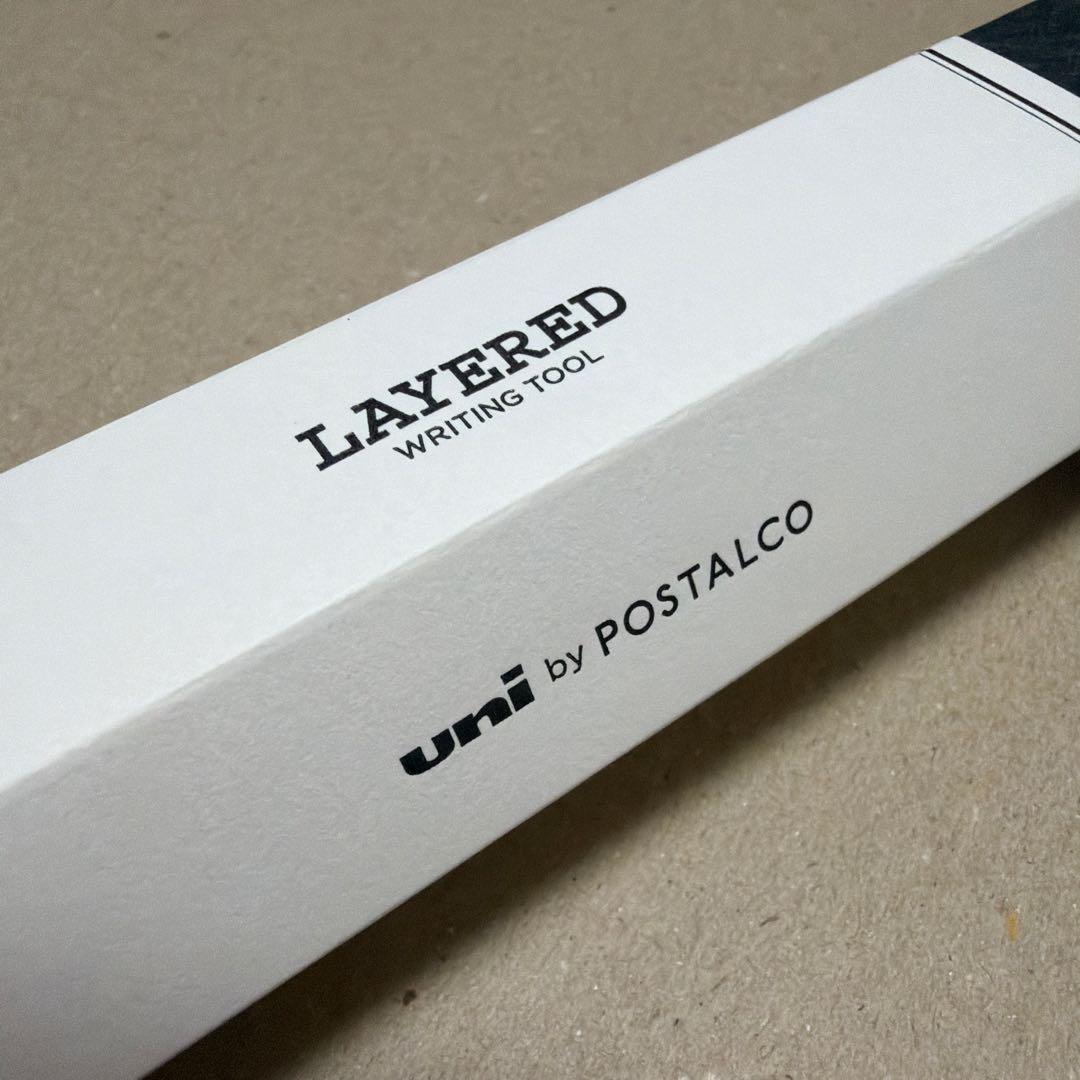 LAYERED
WRITING TOOL
uni by POSTALCO